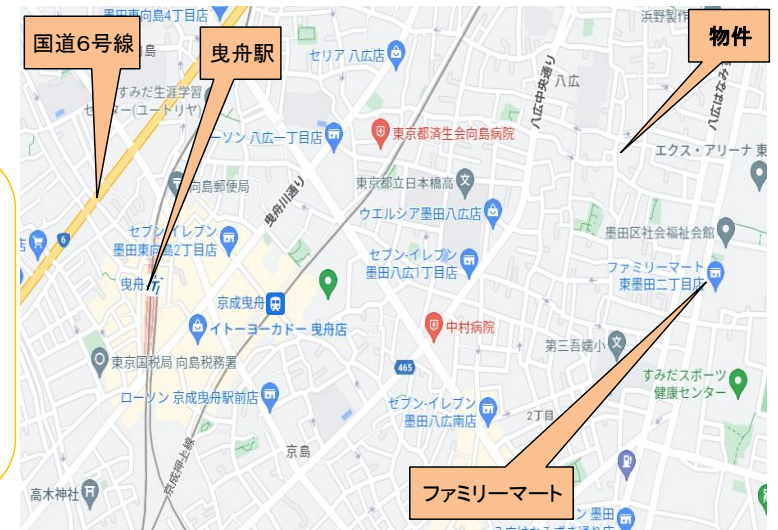 墨田東向島4丁目店
浜野製作
国道6号線
曳舟駅
物件
島
セリア 八広店
八広中央通り
八広
八広はなみず
すみだ生涯学習
センター(ユートリヤ)
ローソン 八広一丁目店
東京都済生会向島病院
エクス・アリーナ 東
向島郵便局
曳舟川通り
東京都立日本橋高
ウエルシア墨田八広店
6
セブン-イレブン
墨田東向島2丁目店
墨田区社会福祉会館
セブン-イレブン
墨田八広1丁目店
ファミリーマート
東墨田二丁目店
曳舟
京成曳舟
イトーヨーカドー 曳舟店
中村病院
第三吾嬬小
東京国税局 向島税務署
465
すみだスポーツ
健康センター
ローソン 京成曳舟駅前店
セブン-イレブン
墨田八広南店
2丁目
京島
京成押上線
高木神社
ファミリーマート
ン 墨田